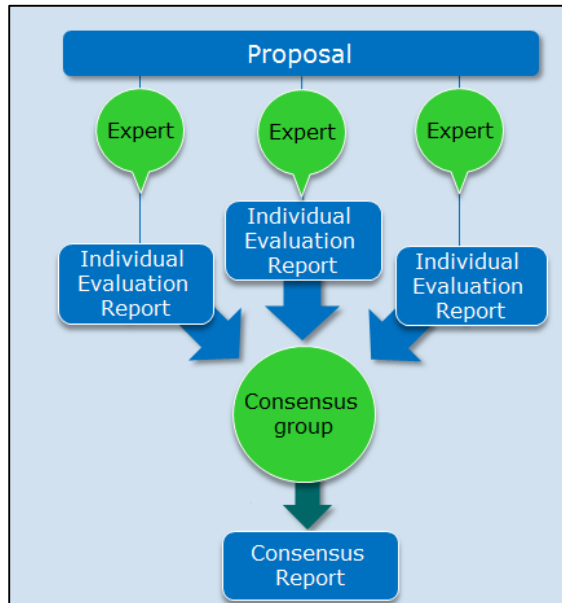 Proposal
Expert
Expert
Expert
Individual
Evaluation
Report
Individual
Evaluation
Report
Individual
Evaluation
Report
Consensus
group
Consensus
Report